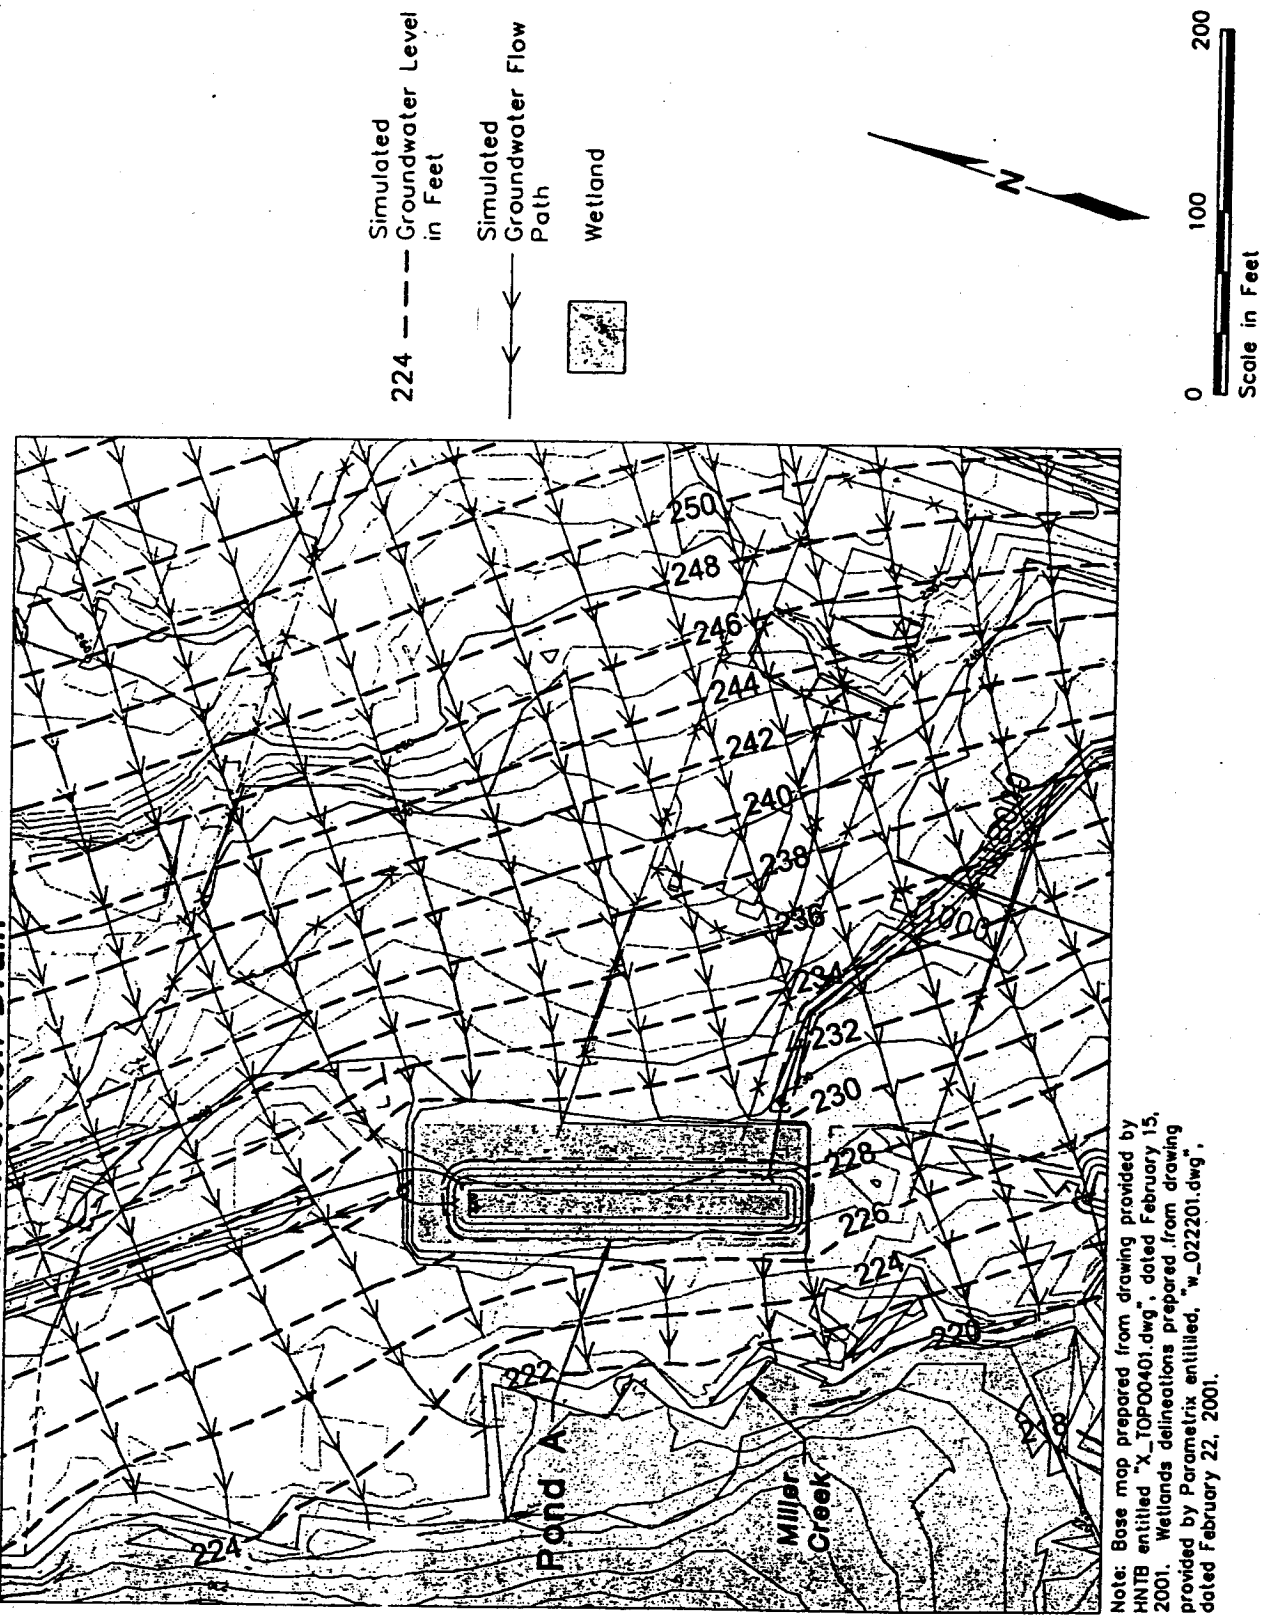 224
Simulated
Groundwater Level
in Feet
Simulated
Groundwater Flow
Path
Wetland
N
0
100
200
Scale in Feet
250
248
246
244
242
240
238
236
234
232
230
228
226
224
222
220
218
224
Pond A
Miller
Creek
Note: Base map prepared from drawing provided by
HNTB entitled "X_TOPO0401.dwg", dated February 15,
2001. Wetlands delineations prepared from drawing
provided by Parametrix entitiled, "w_022201.dwg",
dated February 22, 2001.